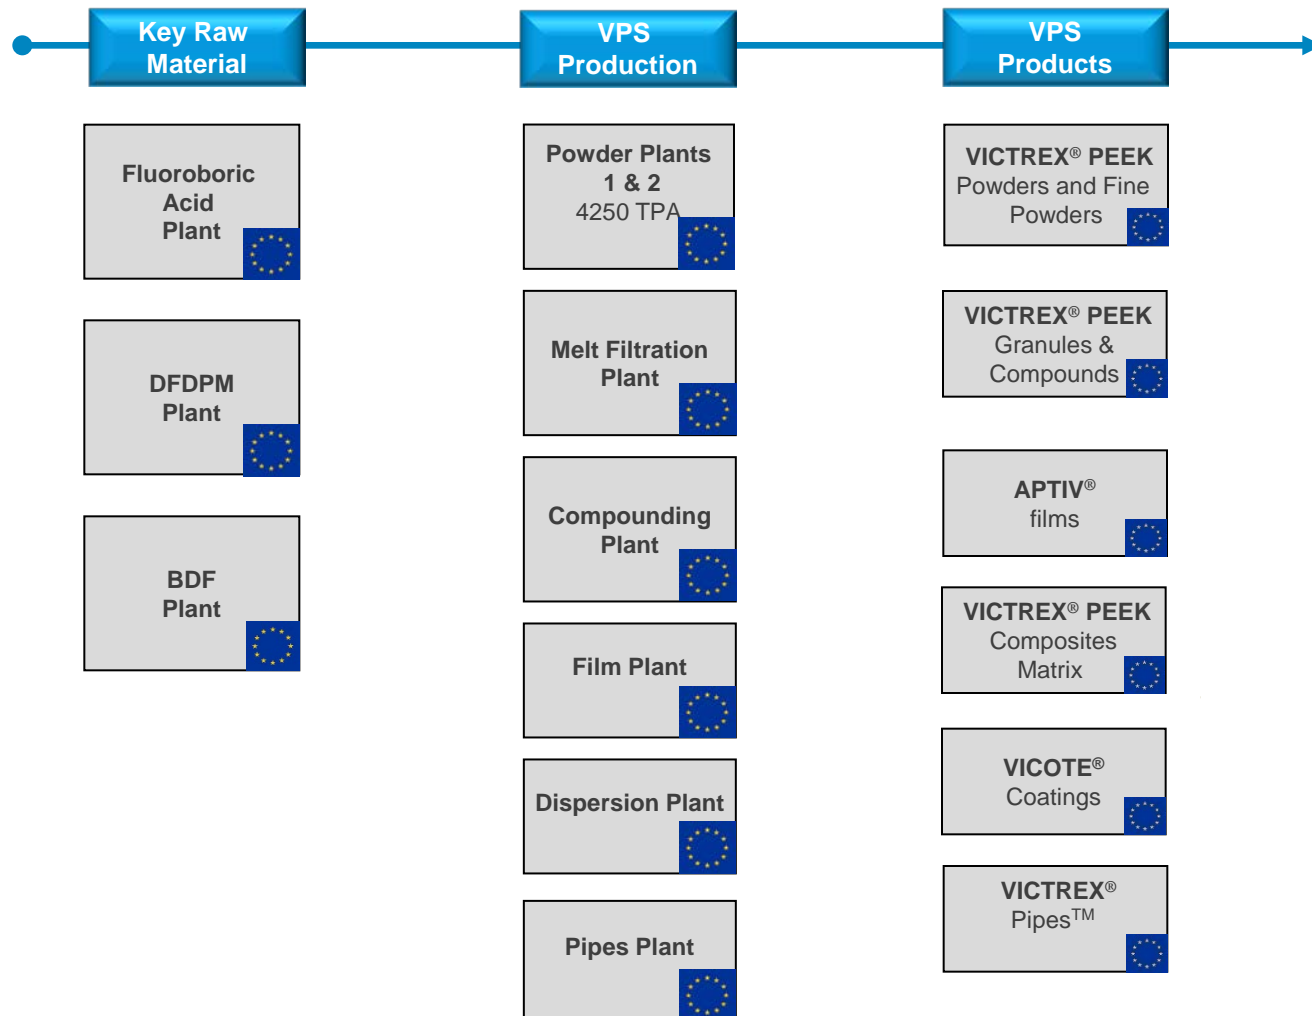 Key Raw
Material
VPS
Production
VPS
Products
Fluoroboric
Acid
Plant
DFDPM
Plant
BDF
Plant
Powder Plants
1 & 2
4250 TPA
Melt Filtration
Plant
Compounding
Plant
Film Plant
Dispersion Plant
Pipes Plant
VICTREX® PEEK
Powders and Fine
Powders
VICTREX® PEEK
Granules &
Compounds
APTIV®
films
VICTREX® PEEK
Composites
Matrix
VICOTE®
Coatings
VICTREX®
Pipes™